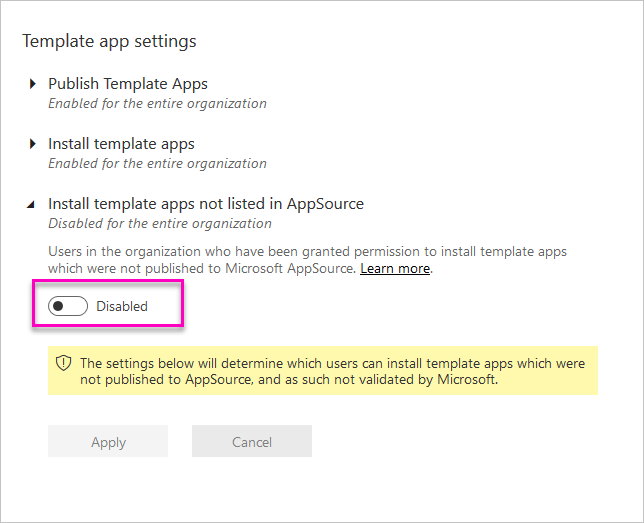 Template app settings
Publish Template Apps
Enabled for the entire organization
Install template apps
Enabled for the entire organization
Install template apps not listed in AppSource
Disabled for the entire organization
Users in the organization who have been granted permission to install template apps
which were not published to Microsoft AppSource. Learn more.
Disabled
The settings below will determine which users can install template apps which were
not published to AppSource, and as such not validated by Microsoft.
Apply
Cancel